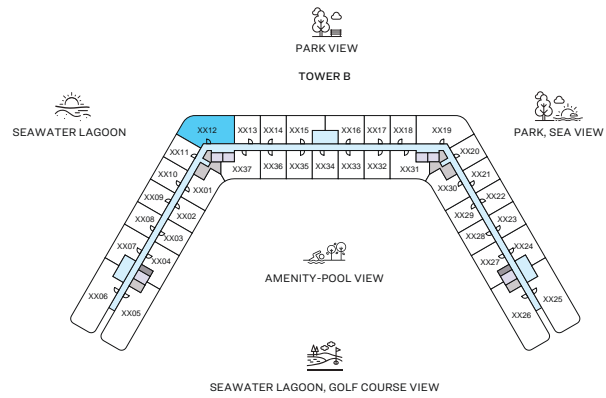 PARK VIEW
TOWER B
SEAWATER LAGOON
PARK, SEA VIEW
XX12
XX13
XX14
XX15
XX16
XX17
XX18
XX19
XX11
XX20
XX10
XX01
XX37
XX36
XX35
XX34
XX33
XX32
XX31
XX30
XX21
XX09
XX02
XX29
XX22
XX08
XX03
XX28
XX23
XX07
XX04
XX27
XX24
XX06
XX05
XX26
XX25
AMENITY-POOL VIEW
SEAWATER LAGOON, GOLF COURSE VIEW